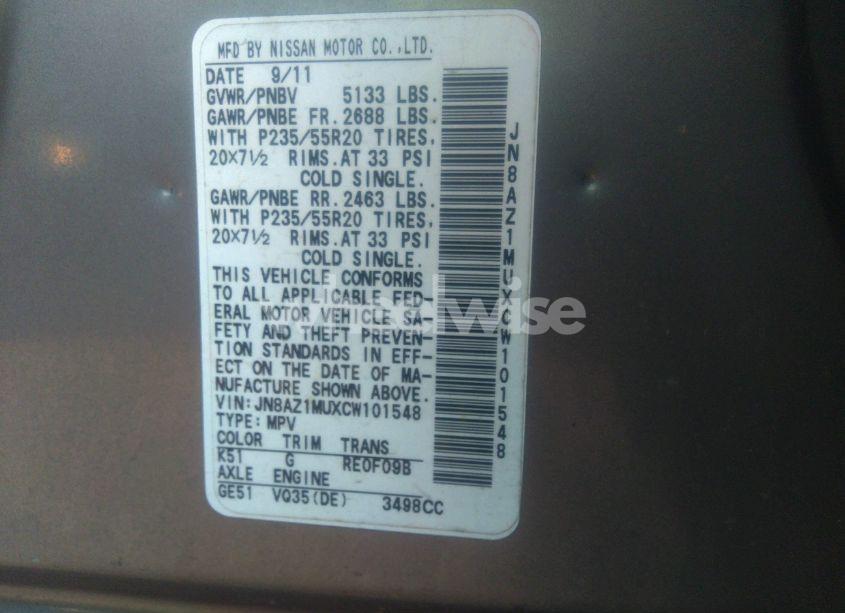 MFD BY NISSAN MOTOR CO.,LTD.
DATE 9/11
GVWR/PNBV 5133 LBS.
GAWR/PNBE FR. 2688 LBS.
WITH P235/55R20 TIRES,
20X7½ RIMS. AT 33 PSI
COLD SINGLE.
GAWR/PNBE RR. 2463 LBS.
WITH P235/55R20 TIRES,
20X7½ RIMS. AT 33 PSI
COLD SINGLE.
THIS VEHICLE CONFORMS
TO ALL APPLICABLE FED-
ERAL MOTOR VEHICLE SA-
FETY AND THEFT PREVEN-
TION STANDARDS IN EFF-
ECT ON THE DATE OF MA-
NUFACTURE SHOWN ABOVE.
VIN: JN8AZ1MUXCW101548
TYPE: MPV
COLOR TRIM TRANS
K51 G RE0F09B
AXLE ENGINE
GE51 VQ35(DE) 3498CC
JN8AZ1MUXCW101548